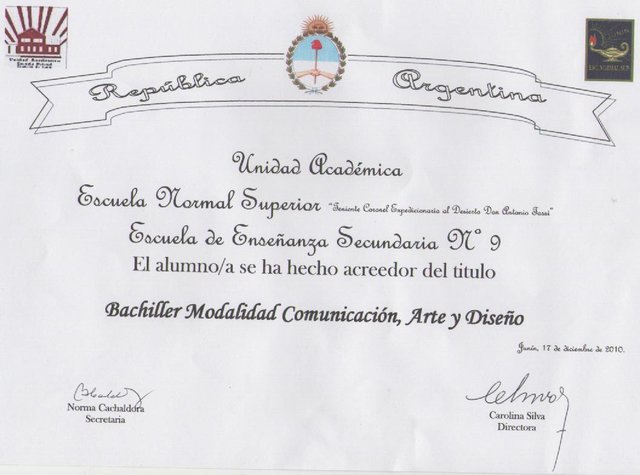 República Argentina
Unidad Académica
Escuela Normal Superior "Teniente Coronel Expedicionario al Desierto Don Antonio Tassi"
Escuela de Enseñanza Secundaria N° 9
El alumno/a se ha hecho acreedor del titulo
Bachiller Modalidad Comunicación, Arte y Diseño
Junín, 17 de diciembre de 2010.
Norma Cachaldora
Secretaria
Carolina Silva
Directora